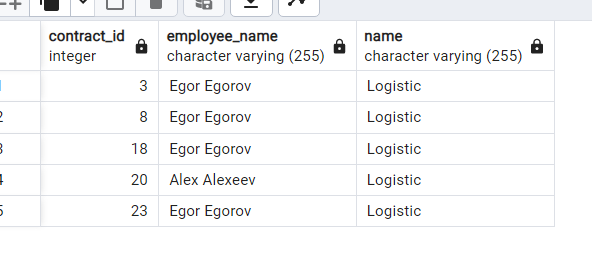 contract_id employee_name name
integer character varying (255) character varying (255)
3 Egor Egorov Logistic
2 8 Egor Egorov Logistic
3 18 Egor Egorov Logistic
4 20 Alex Alexeev Logistic
5 23 Egor Egorov Logistic